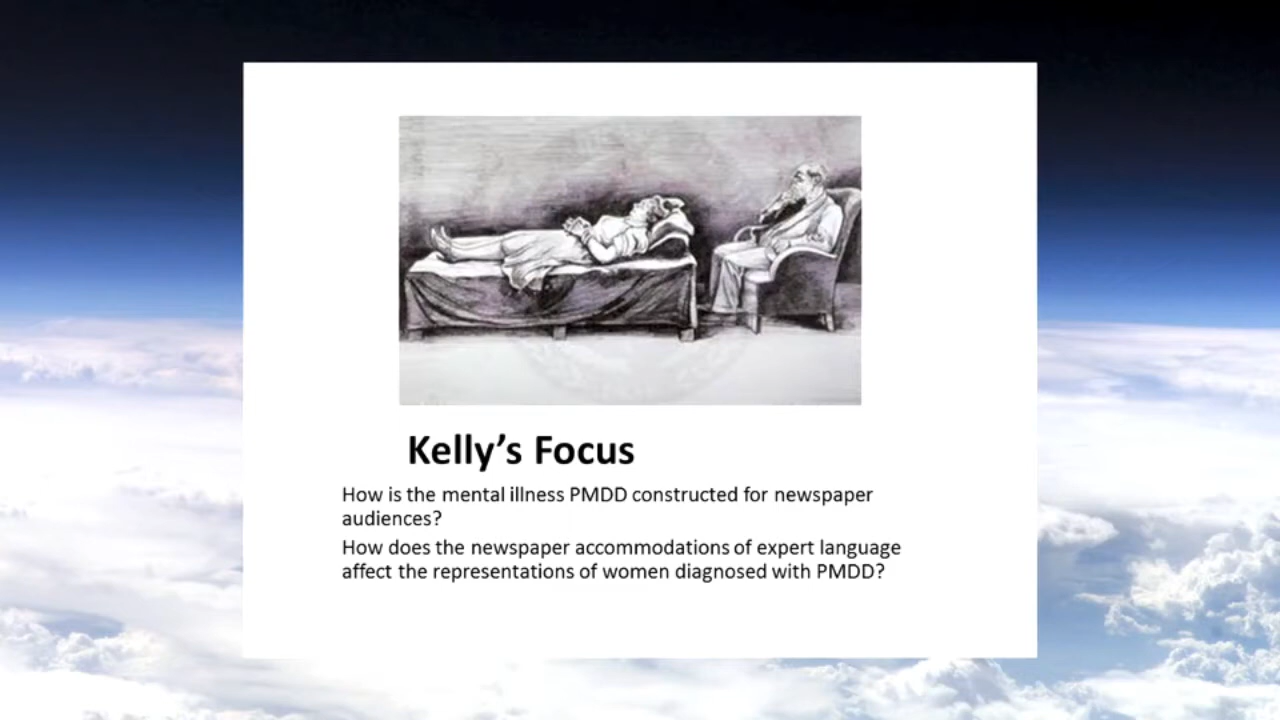 Kelly’s Focus
How is the mental illness PMDD constructed for newspaper
audiences?
How does the newspaper accommodations of expert language
affect the representations of women diagnosed with PMDD?